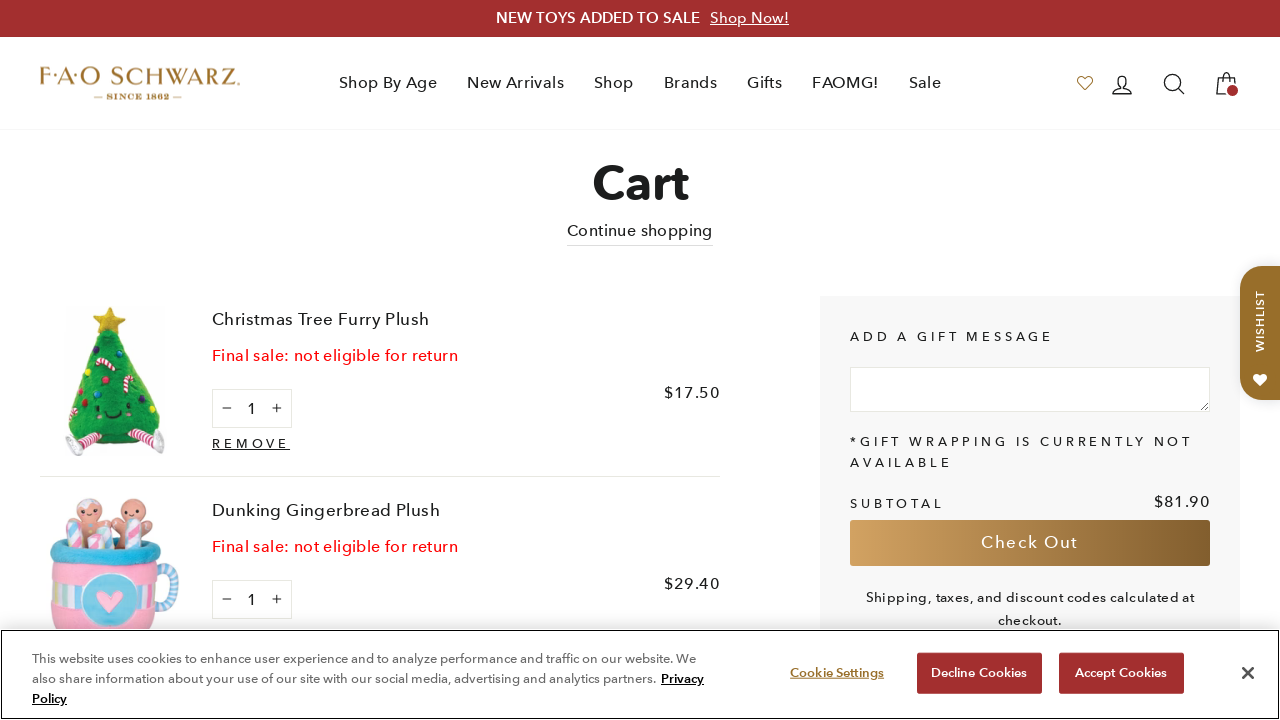 NEW TOYS ADDED TO SALE Shop Now!
F·A·O SCHWARZ.
— SINCE 1862 —
Shop By Age New Arrivals Shop Brands Gifts FAOMG! Sale
Cart
Continue shopping
WISHLIST
Christmas Tree Furry Plush
Final sale: not eligible for return
$17.50
− 1 +
REMOVE
Dunking Gingerbread Plush
Final sale: not eligible for return
$29.40
− 1 +
ADD A GIFT MESSAGE
*GIFT WRAPPING IS CURRENTLY NOT
AVAILABLE
SUBTOTAL $81.90
Check Out
Shipping, taxes, and discount codes calculated at
checkout.
This website uses cookies to enhance user experience and to analyze performance and traffic on our website. We
also share information about your use of our site with our social media, advertising and analytics partners. Privacy
Policy
Cookie Settings Decline Cookies Accept Cookies